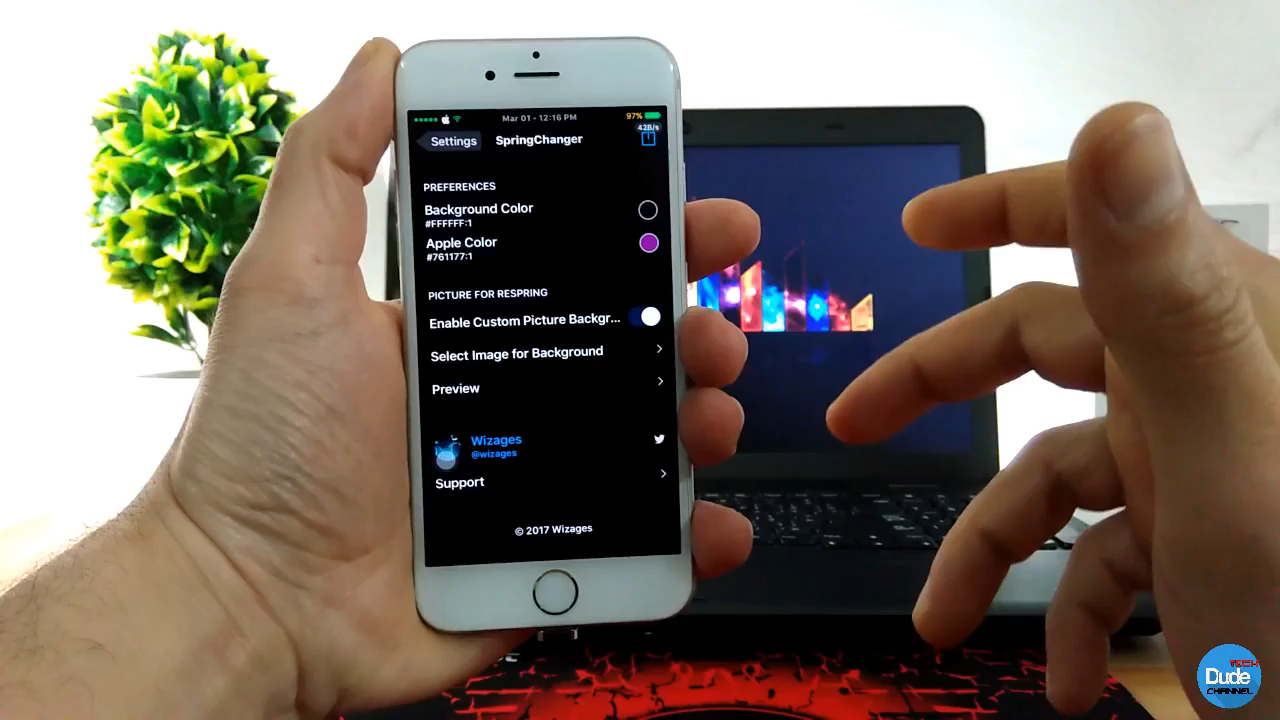 Mar 01 - 12:16 PM
97%
42B/s
Settings
SpringChanger
PREFERENCES
Background Color
#FFFFFF:1
Apple Color
#761177:1
PICTURE FOR RESPRING
Enable Custom Picture Backgr...
Select Image for Background
Preview
Wizages
@wizages
Support
© 2017 Wizages
TECH
Dude
CHANNEL